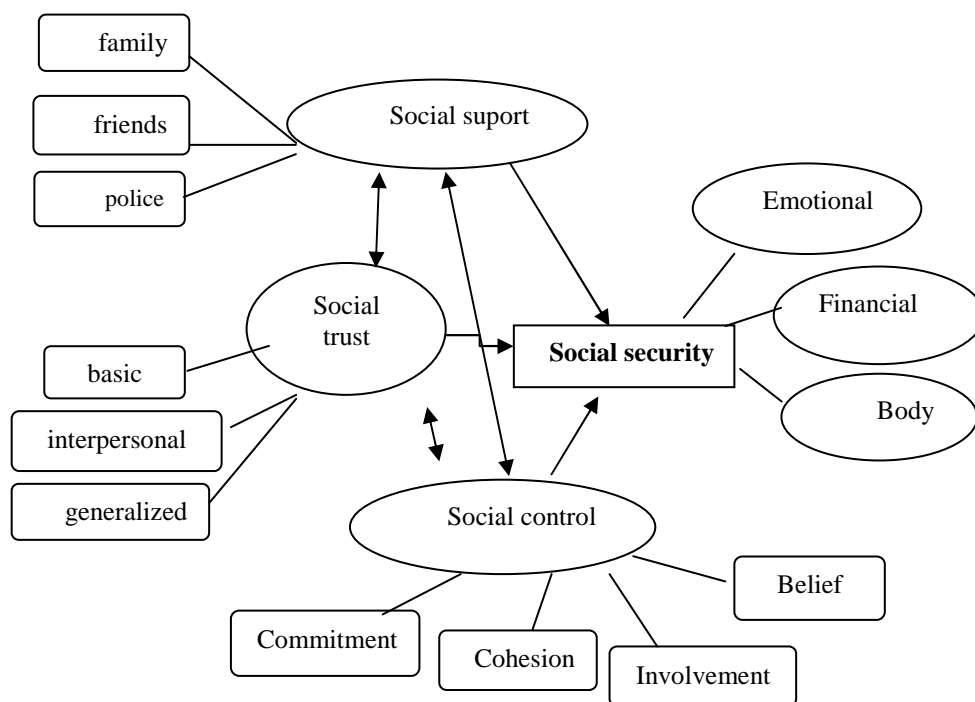 family
Social suport
friends
police
Emotional
Social
trust
Financial
Social security
basic
Body
interpersonal
generalized
Social control
Belief
Commitment
Cohesion
Involvement